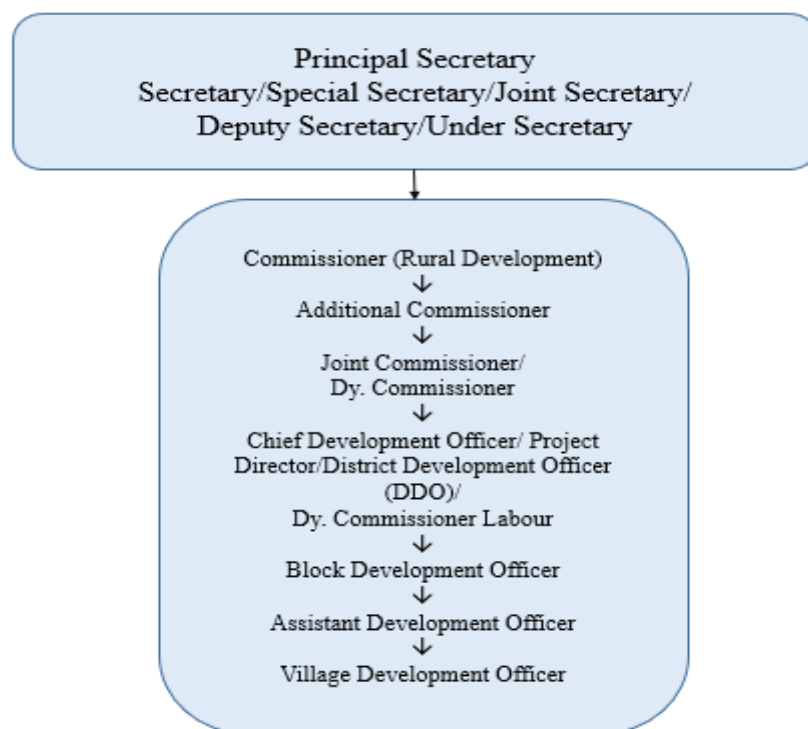 Principal Secretary
Secretary/Special Secretary/Joint Secretary/
Deputy Secretary/Under Secretary
Commissioner (Rural Development)
Additional Commissioner
Joint Commissioner/
Dy. Commissioner
Chief Development Officer/ Project
Director/District Development Officer
(DDO)/
Dy. Commissioner Labour
Block Development Officer
Assistant Development Officer
Village Development Officer